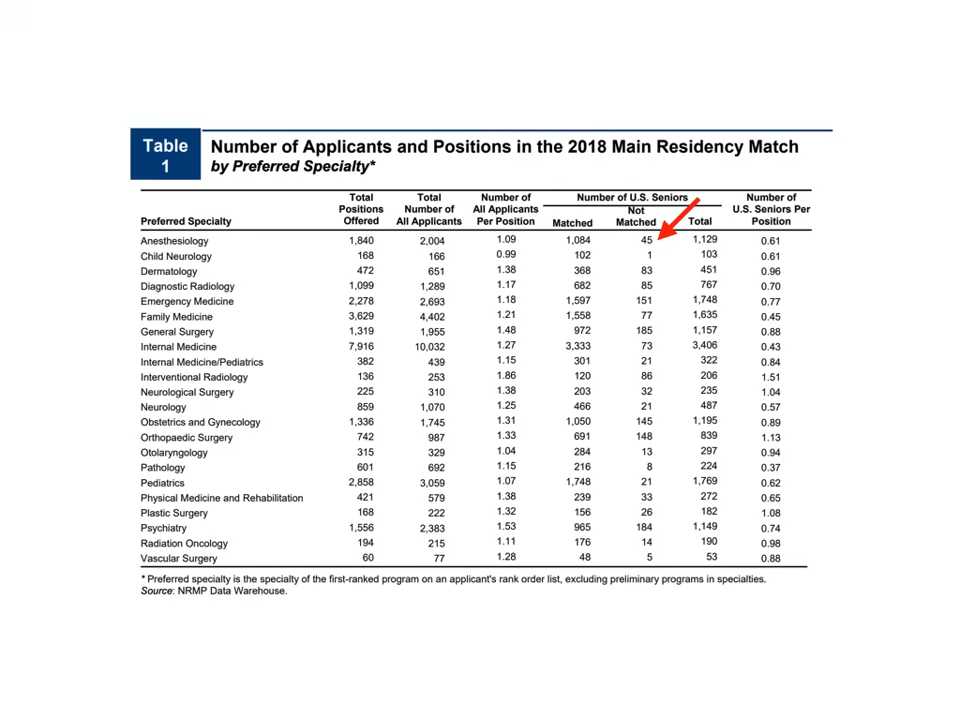 Table 1
Number of Applicants and Positions in the 2018 Main Residency Match
by Preferred Specialty*
Preferred Specialty Total Positions Offered Total Number of All Applicants Number of All Applicants Per Position Number of U.S. Seniors Matched Not Matched Total Number of U.S. Seniors Per Position
Anesthesiology 1,840 2,004 1.09 1,084 45 1,129 0.61
Child Neurology 168 166 0.99 102 1 103 0.61
Dermatology 472 651 1.38 368 83 451 0.96
Diagnostic Radiology 1,099 1,289 1.17 682 85 767 0.70
Emergency Medicine 2,278 2,693 1.18 1,597 151 1,748 0.77
Family Medicine 3,629 4,402 1.21 1,558 77 1,635 0.45
General Surgery 1,319 1,955 1.48 972 185 1,157 0.88
Internal Medicine 7,916 10,032 1.27 3,333 73 3,406 0.43
Internal Medicine/Pediatrics 382 439 1.15 301 21 322 0.84
Interventional Radiology 136 253 1.86 120 86 206 1.51
Neurological Surgery 225 310 1.38 203 32 235 1.04
Neurology 859 1,070 1.25 466 21 487 0.57
Obstetrics and Gynecology 1,336 1,745 1.31 1,050 145 1,195 0.89
Orthopaedic Surgery 742 987 1.33 691 148 839 1.13
Otolaryngology 315 329 1.04 284 13 297 0.94
Pathology 601 692 1.15 216 8 224 0.37
Pediatrics 2,858 3,059 1.07 1,748 21 1,769 0.62
Physical Medicine and Rehabilitation 421 579 1.38 239 33 272 0.65
Plastic Surgery 168 222 1.32 156 26 182 1.08
Psychiatry 1,556 2,383 1.53 965 184 1,149 0.74
Radiation Oncology 194 215 1.11 176 14 190 0.98
Vascular Surgery 60 77 1.28 48 5 53 0.88
* Preferred specialty is the specialty of the first-ranked program on an applicant's rank order list, excluding preliminary programs in specialties.
Source: NRMP Data Warehouse.